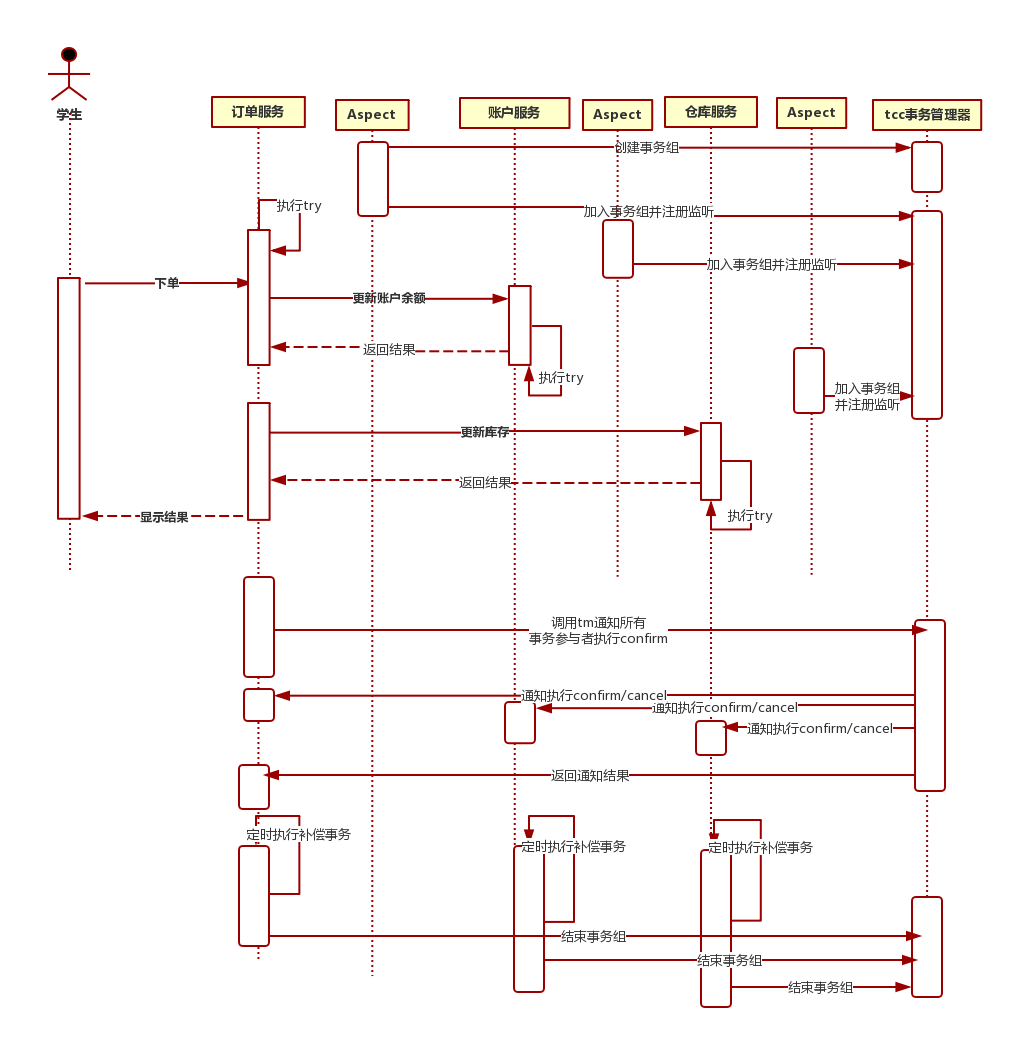 学生
订单服务
Aspect
账户服务
Aspect
仓库服务
Aspect
tcc事务管理器
创建事务组
执行try
加入事务组并注册监听
加入事务组并注册监听
下单
更新账户余额
返回结果
执行try
加入事务组
并注册监听
更新库存
返回结果
显示结果
执行try
调用tm通知所有
事务参与者执行confirm
通知执行confirm/cancel
通知执行confirm/cancel
通知执行confirm/cancel
返回通知结果
定时执行补偿事务
定时执行补偿事务
定时执行补偿事务
结束事务组
结束事务组
结束事务组